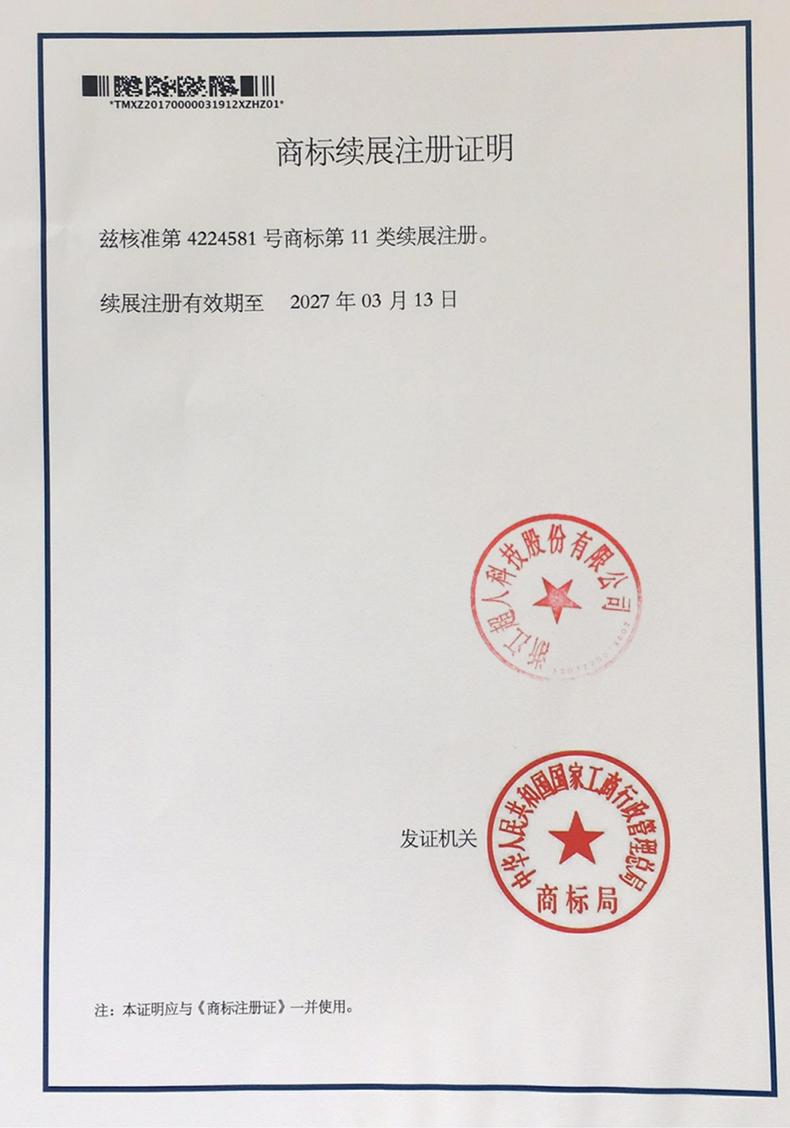 *TMXZ20170000031912XZHZ01*
商标续展注册证明
兹核准第 4224581 号商标第 11 类续展注册。
续展注册有效期至 2027 年 03 月 13 日
浙江超人科技股份有限公司
中华人民共和国国家工商行政管理总局
发证机关
商标局
注：本证明应与《商标注册证》一并使用。